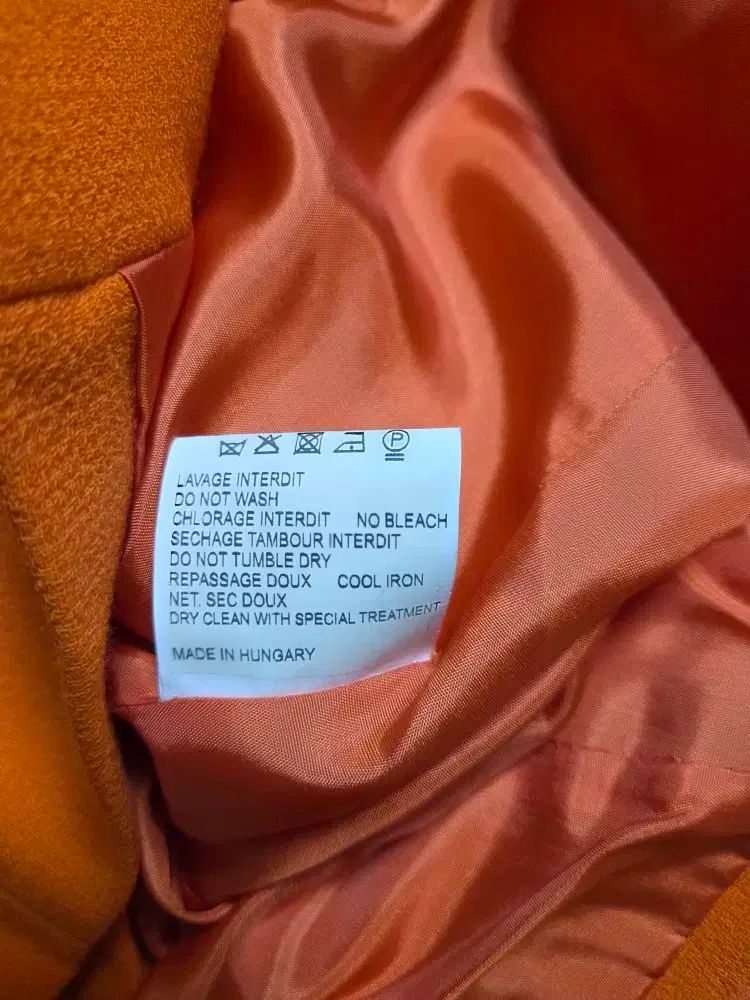 P
LAVAGE INTERDIT
DO NOT WASH
CHLORAGE INTERDIT NO BLEACH
SECHAGE TAMBOUR INTERDIT
DO NOT TUMBLE DRY
REPASSAGE DOUX COOL IRON
NET. SEC DOUX
DRY CLEAN WITH SPECIAL TREATMENT
MADE IN HUNGARY